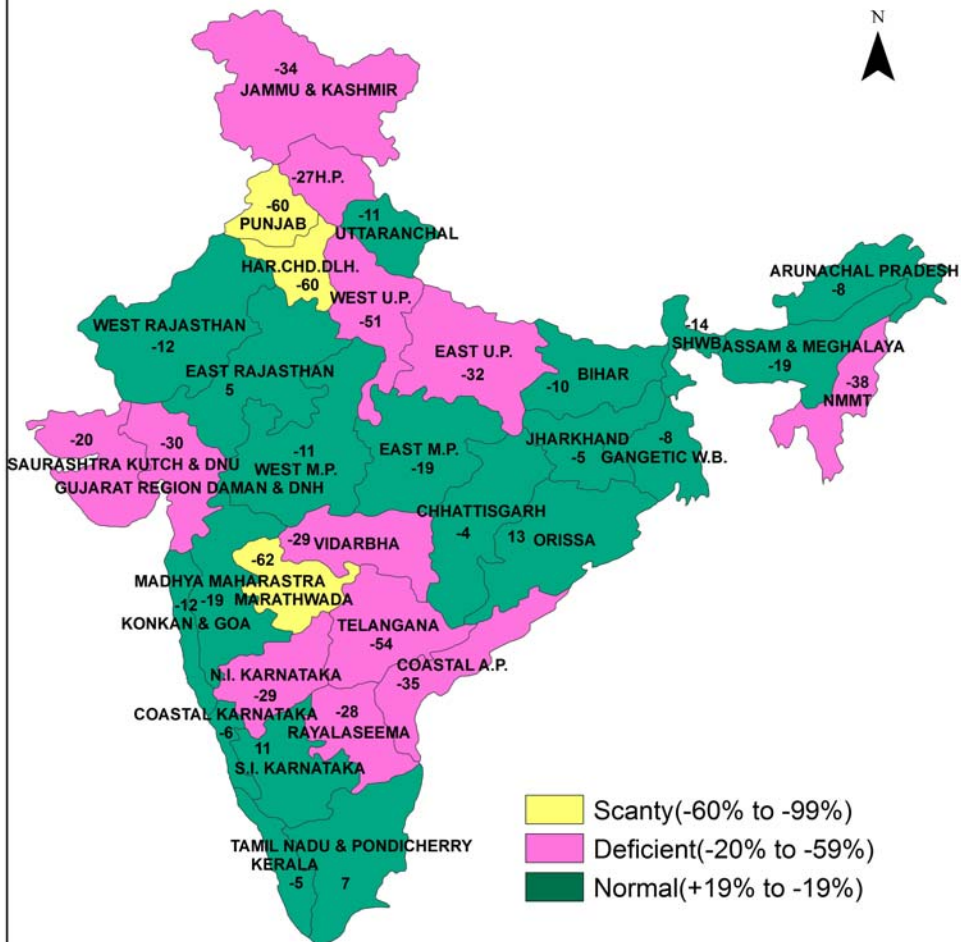 N
-34
JAMMU & KASHMIR
-27H.P.
-60
PUNJAB
-11
UTTARANCHAL
HAR.CHD.DLH.
-60
WEST U.P.
-51
ARUNACHAL PRADESH
-8
WEST RAJASTHAN
-12
EAST RAJASTHAN
5
EAST U.P.
-32
-14
SHWB
ASSAM & MEGHALAYA
-19
-10
BIHAR
-38
NMMT
-20
SAURASHTRA KUTCH & DNU
-30
GUJARAT REGION DAMAN & DNH
-11
WEST M.P.
EAST M.P.
-19
JHARKHAND
-5
-8
GANGETIC W.B.
CHHATTISGARH
-4
13
ORISSA
-29
VIDARBHA
-62
MADHYA MAHARASTRA
-12
-19
MARATHWADA
KONKAN & GOA
TELANGANA
-54
COASTAL A.P.
-35
N.I. KARNATAKA
-29
COASTAL KARNATAKA
-6
-28
RAYALASEEMA
11
S.I. KARNATAKA
TAMIL NADU & PONDICHERRY
KERALA
-5
7
Scanty(-60% to -99%)
Deficient(-20% to -59%)
Normal(+19% to -19%)